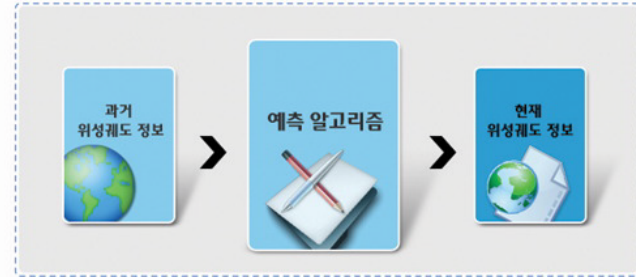 과거
위성궤도 정보
예측 알고리즘
현재
위성궤도 정보